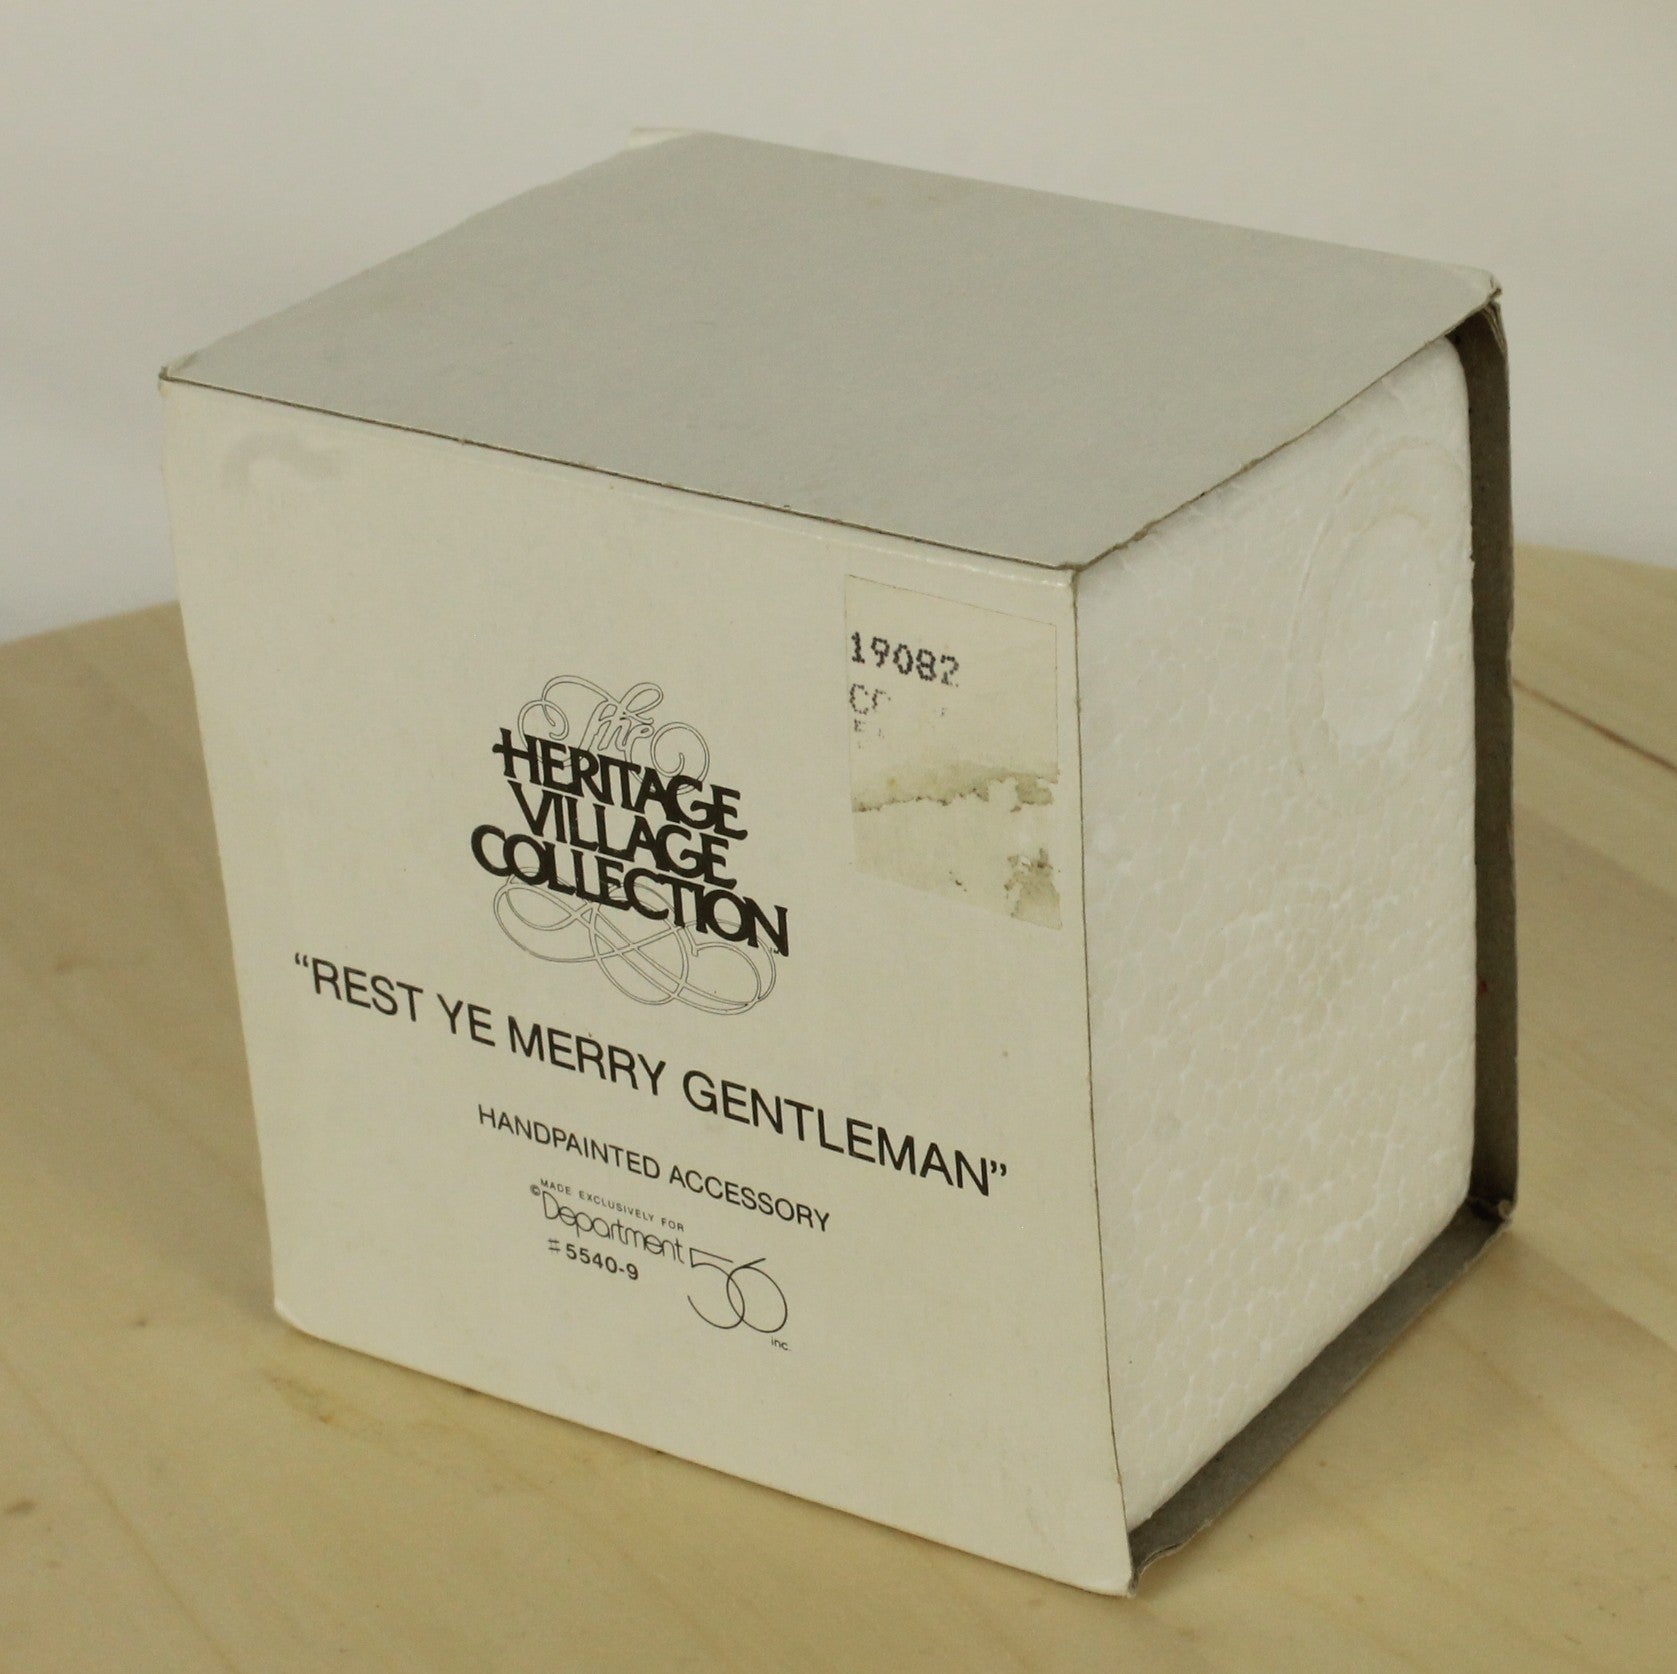 19082
The
HERITAGE
VILLAGE
COLLECTION
“REST YE MERRY GENTLEMAN”
HANDPAINTED ACCESSORY
MADE EXCLUSIVELY FOR
©Department 56
inc.
#5540-9